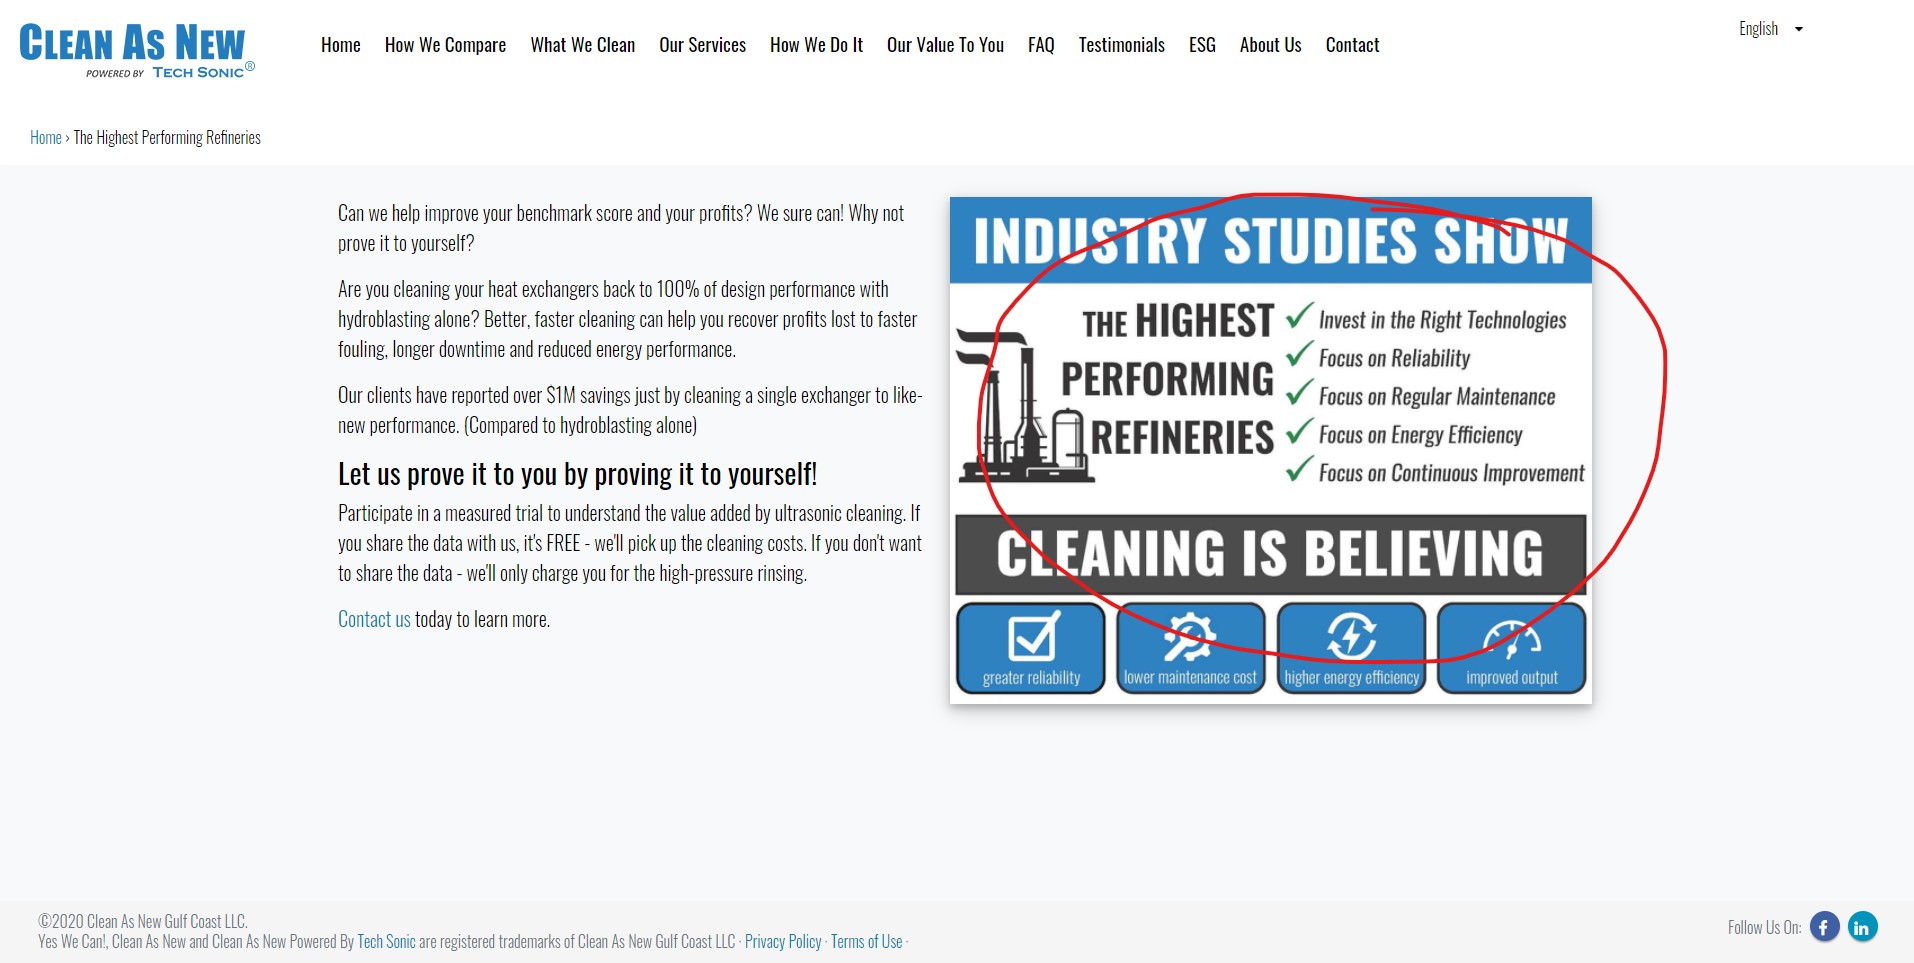 CLEAN AS NEW
POWERED BY TECH SONIC®
Home How We Compare What We Clean Our Services How We Do It Our Value To You FAQ Testimonials ESG About Us Contact
English
Home › The Highest Performing Refineries
Can we help improve your benchmark score and your profits? We sure can! Why not
prove it to yourself?
Are you cleaning your heat exchangers back to 100% of design performance with
hydroblasting alone? Better, faster cleaning can help you recover profits lost to faster
fouling, longer downtime and reduced energy performance.
Our clients have reported over $1M savings just by cleaning a single exchanger to like-
new performance. (Compared to hydroblasting alone)
Let us prove it to you by proving it to yourself!
Participate in a measured trial to understand the value added by ultrasonic cleaning. If
you share the data with us, it's FREE - we'll pick up the cleaning costs. If you don't want
to share the data - we'll only charge you for the high-pressure rinsing.
Contact us today to learn more.
INDUSTRY STUDIES SHOW
THE HIGHEST
PERFORMING
REFINERIES
Invest in the Right Technologies
Focus on Reliability
Focus on Regular Maintenance
Focus on Energy Efficiency
Focus on Continuous Improvement
CLEANING IS BELIEVING
greater reliability
lower maintenance cost
higher energy efficiency
improved output
©2020 Clean As New Gulf Coast LLC.
Yes We Can!, Clean As New and Clean As New Powered By Tech Sonic are registered trademarks of Clean As New Gulf Coast LLC · Privacy Policy · Terms of Use ·
Follow Us On: